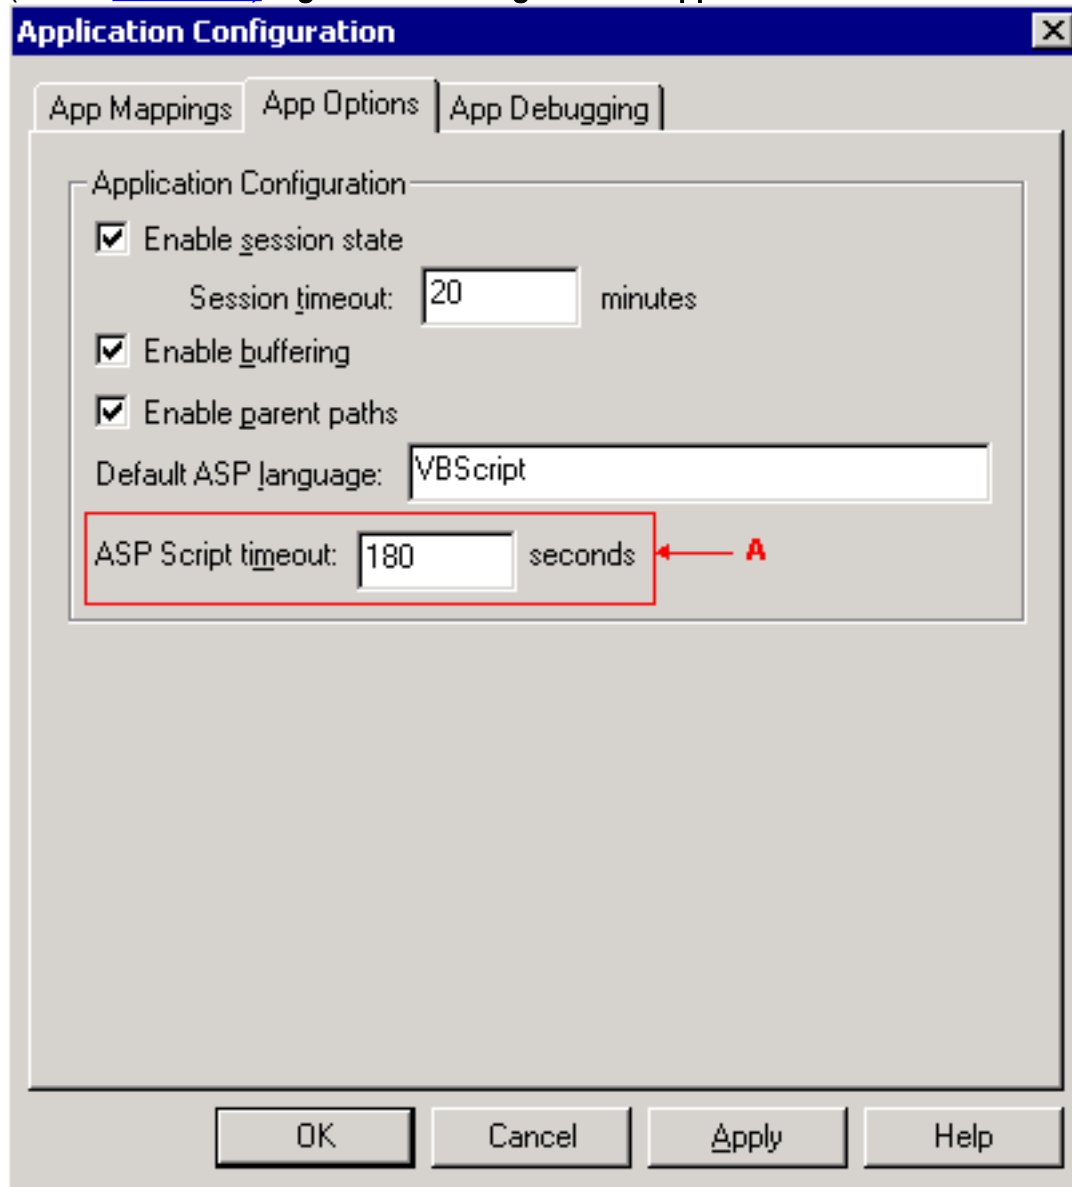 Application Configuration
App Mappings App Options App Debugging
Application Configuration
Enable session state
Session timeout: 20 minutes
Enable buffering
Enable parent paths
Default ASP language: VBScript
ASP Script timeout: 180 seconds A
OK Cancel Apply Help